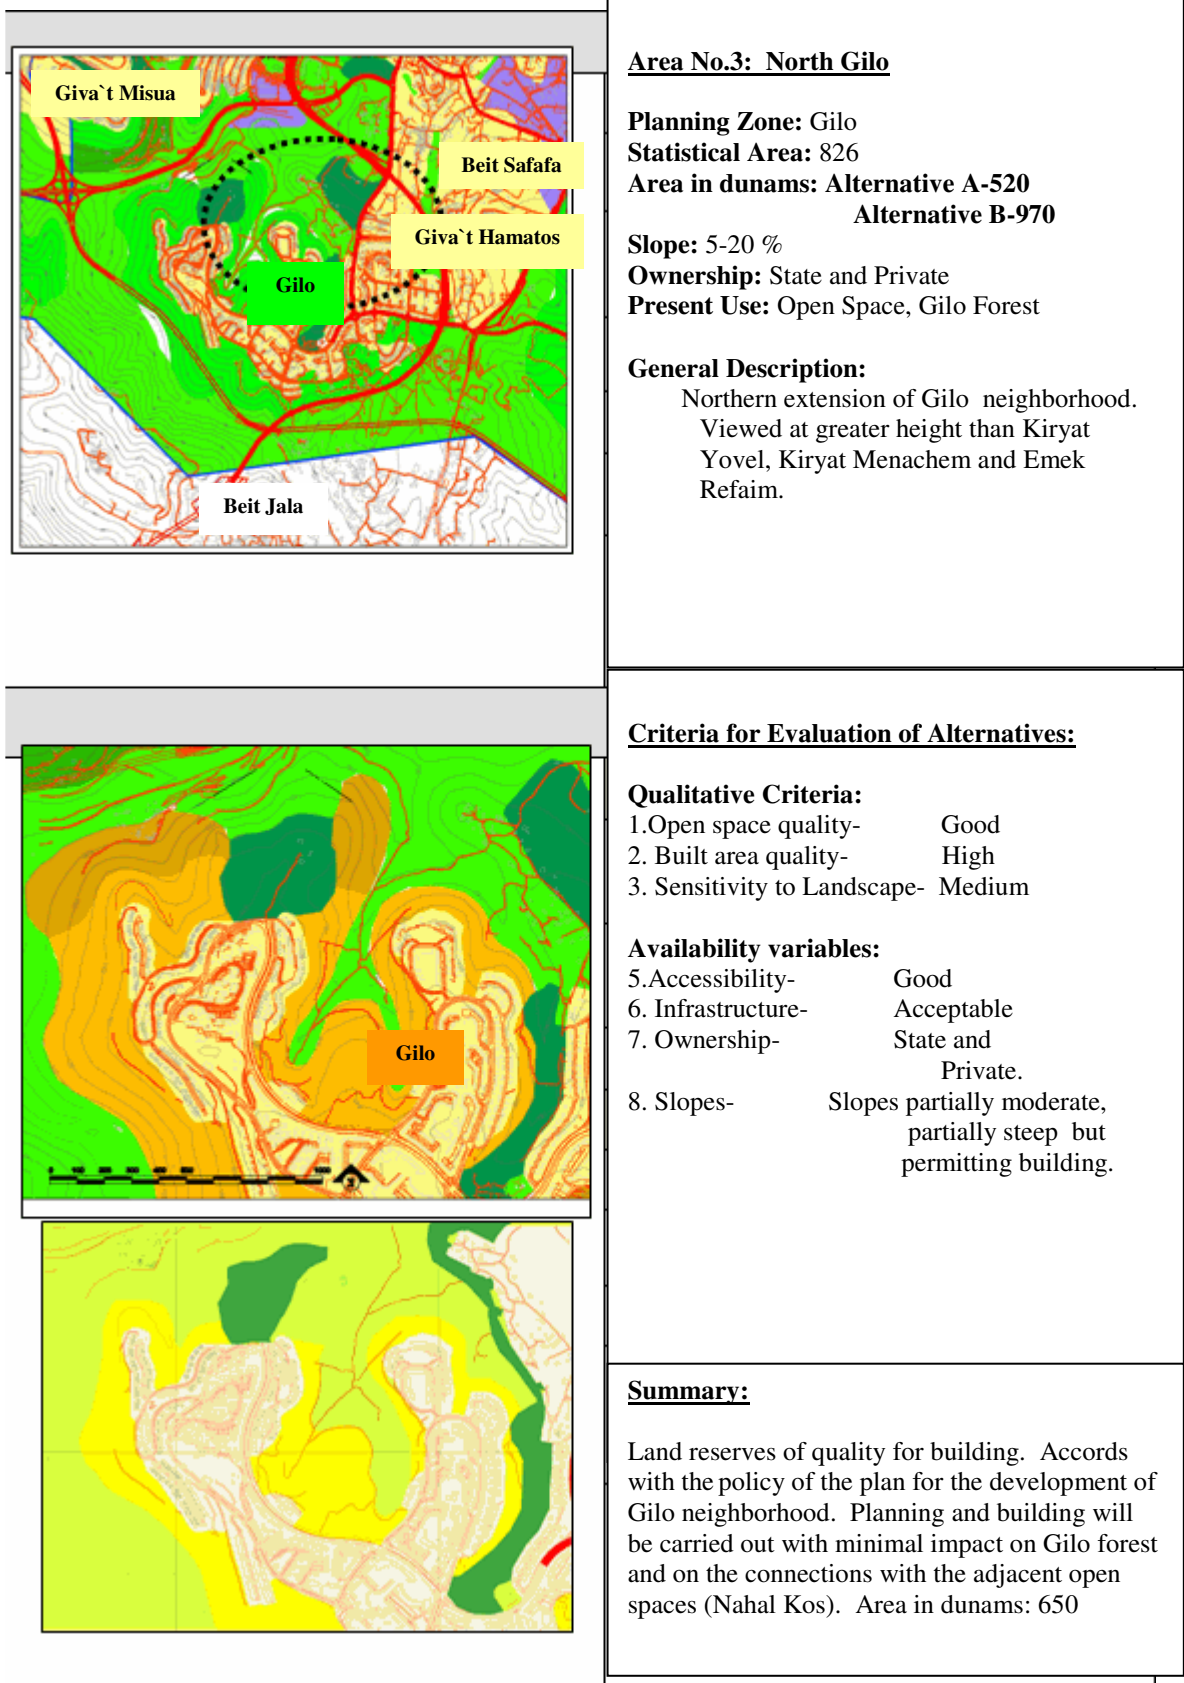 Giva`t Misua
Beit Safafa
Giva`t Hamatos
Gilo
Beit Jala
Area No.3: North Gilo
Planning Zone: Gilo
Statistical Area: 826
Area in dunams: Alternative A-520
Alternative B-970
Slope: 5-20 %
Ownership: State and Private
Present Use: Open Space, Gilo Forest
General Description:
Northern extension of Gilo neighborhood.
Viewed at greater height than Kiryat
Yovel, Kiryat Menachem and Emek
Refaim.
Gilo
Criteria for Evaluation of Alternatives:
Qualitative Criteria:
1.Open space quality- Good
2. Built area quality- High
3. Sensitivity to Landscape- Medium
Availability variables:
5.Accessibility- Good
6. Infrastructure- Acceptable
7. Ownership- State and
Private.
8. Slopes- Slopes partially moderate,
partially steep but
permitting building.
Summary:
Land reserves of quality for building. Accords
with the policy of the plan for the development of
Gilo neighborhood. Planning and building will
be carried out with minimal impact on Gilo forest
and on the connections with the adjacent open
spaces (Nahal Kos). Area in dunams: 650